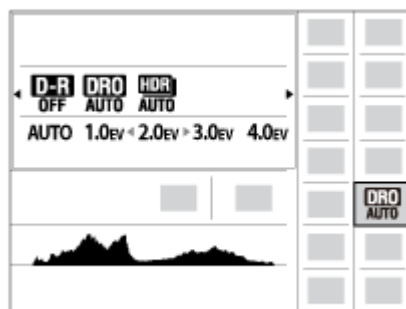 D-R DRO HDR
OFF AUTO AUTO
AUTO 1.0EV 2.0EV 3.0EV 4.0EV
DRO
AUTO